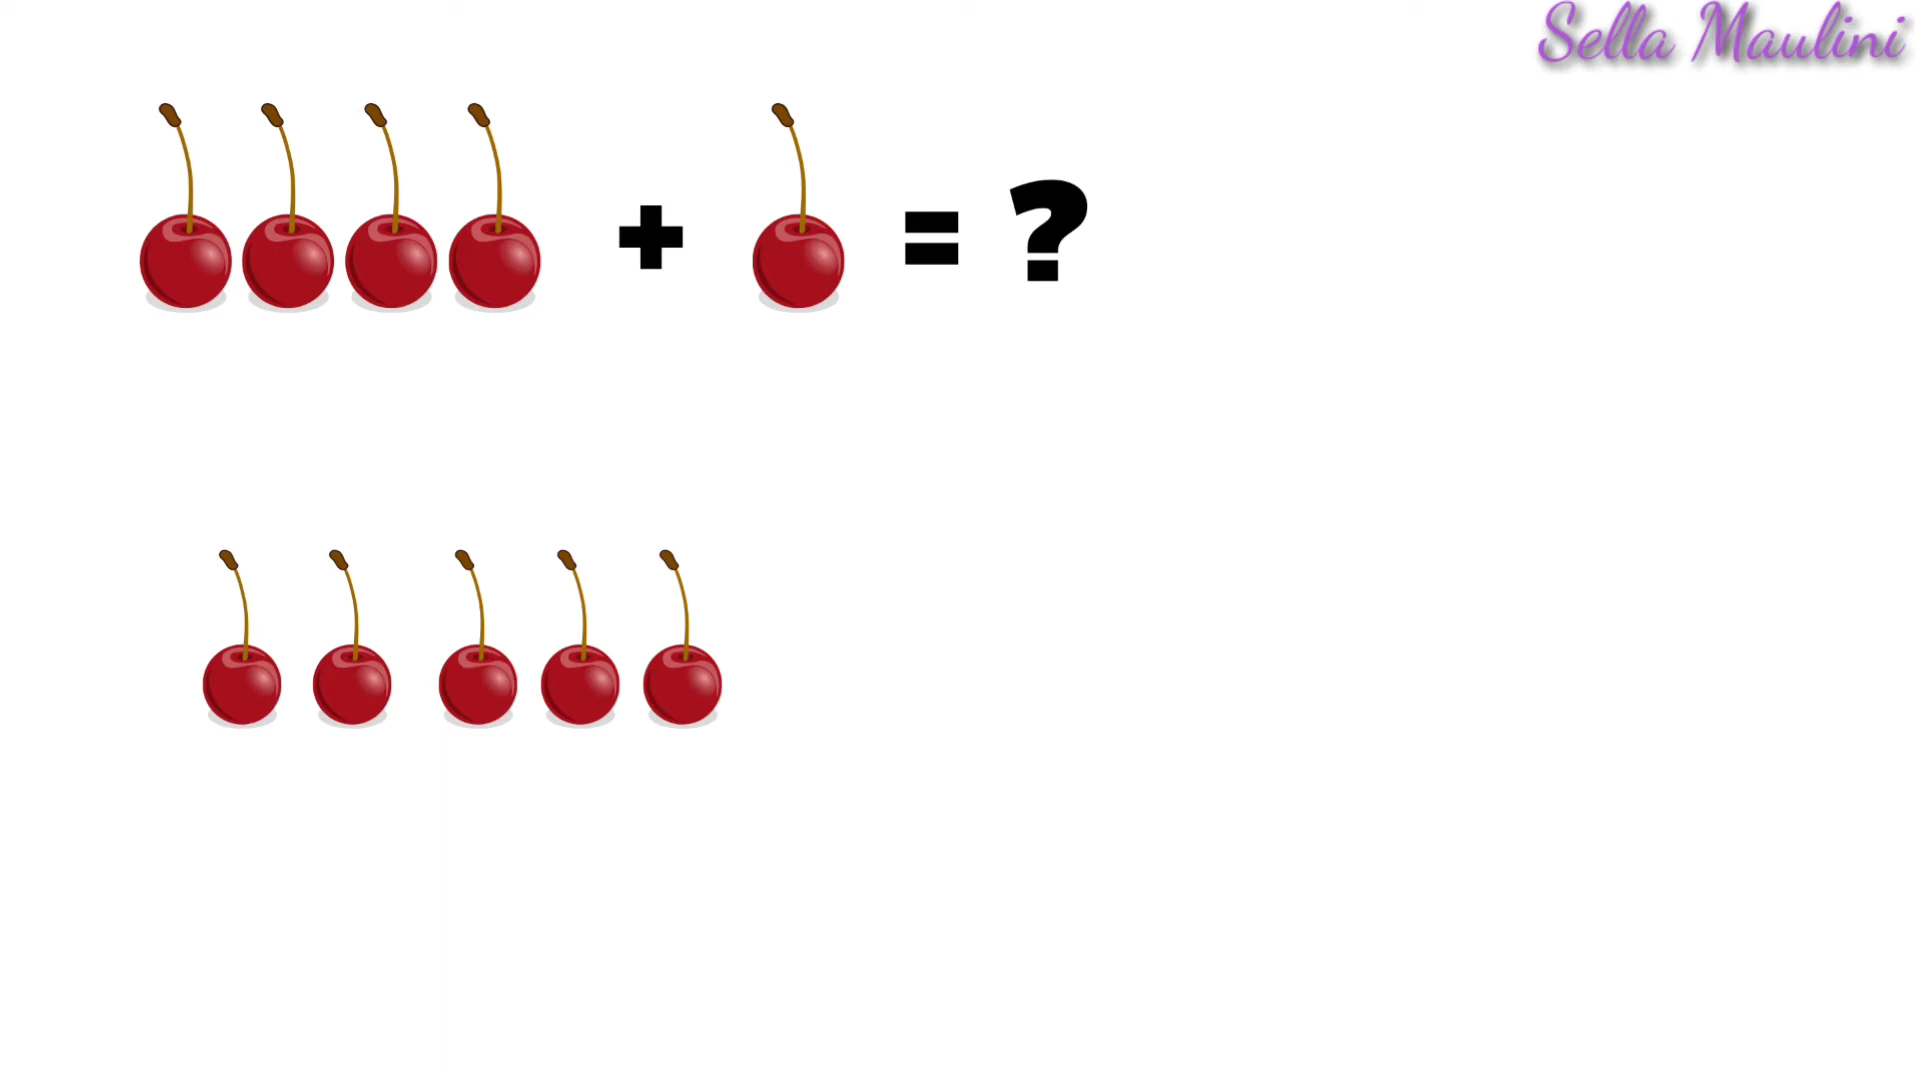 Sella Maulini
+ = ?